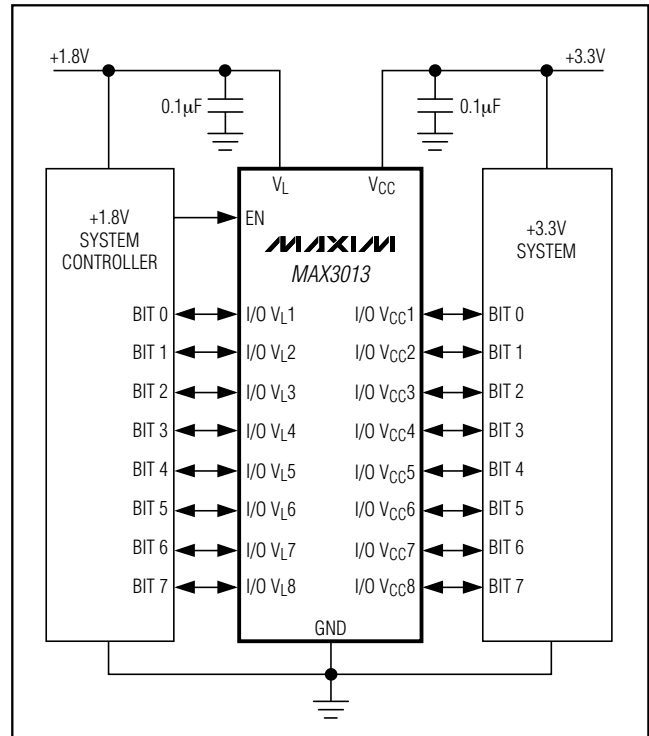 +1.8V
+3.3V
0.1μF
0.1μF
VL
VCC
+1.8V
SYSTEM
CONTROLLER
EN
MAXIM
MAX3013
+3.3V
SYSTEM
BIT 0 I/O VL1 I/O VCC1 BIT 0
BIT 1 I/O VL2 I/O VCC2 BIT 1
BIT 2 I/O VL3 I/O VCC3 BIT 2
BIT 3 I/O VL4 I/O VCC4 BIT 3
BIT 4 I/O VL5 I/O VCC5 BIT 4
BIT 5 I/O VL6 I/O VCC6 BIT 5
BIT 6 I/O VL7 I/O VCC7 BIT 6
BIT 7 I/O VL8 I/O VCC8 BIT 7
GND